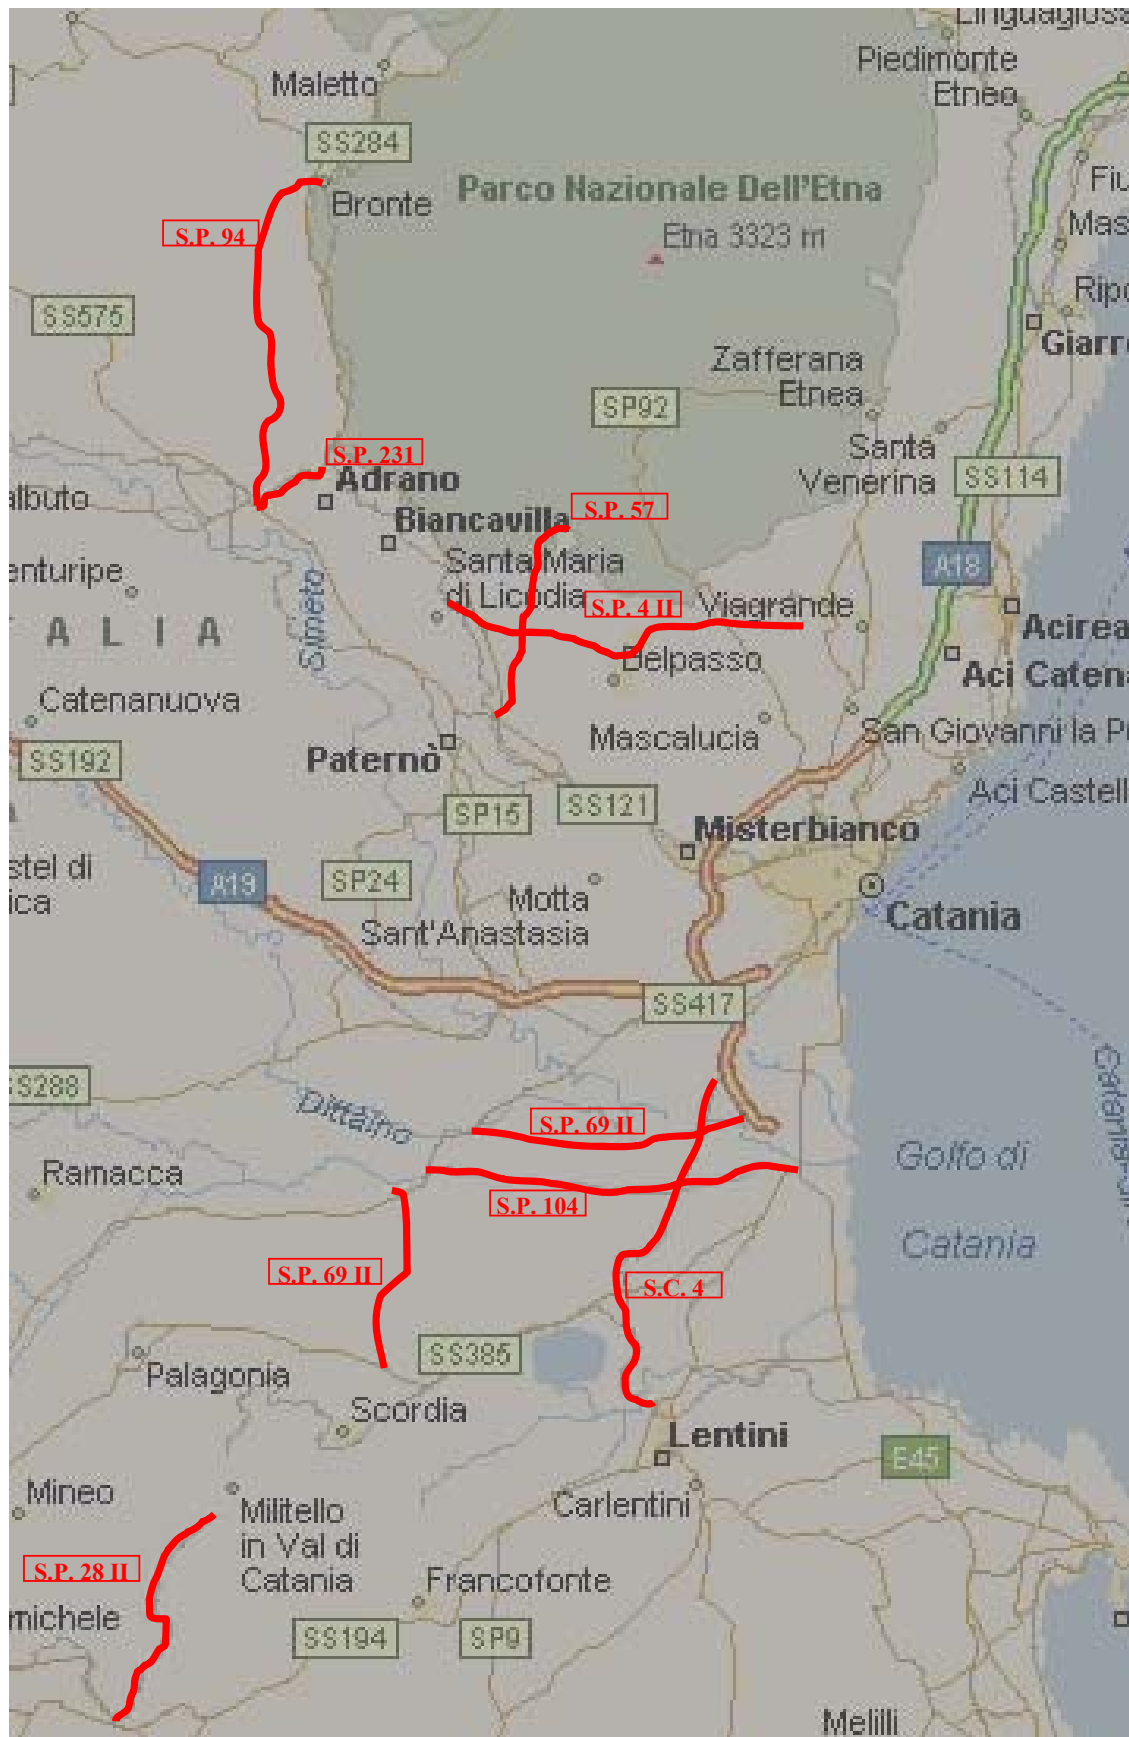 Linguaglossa
Piedimonte
Etneo
Maletto
SS284
Bronte
Parco Nazionale Dell'Etna
Etna 3323 m
Fiu
Mas
S.P. 94
SS575
Ripo
Giarre
Zafferana
Etnea
SP92
Santa
Venerina
SS114
S.P. 231
Adrano
albuto
Biancavilla
S.P. 57
Santa Maria
di Licodia
A18
enturipe
Simeto
S.P. 4 II
Viagrande
A L I A
Acirea
Belpasso
Aci Catena
Catenanuova
Mascalucia
San Giovanni la Pu
SS192
Paternò
Aci Castell
SP15
SS121
Misterbianco
stel di
ica
A19
SP24
Motta
Sant'Anastasia
Catania
SS417
SS288
Dittaino
S.P. 69 II
Golfo di
Catania
Ramacca
S.P. 104
S.P. 69 II
S.C. 4
SS385
Palagonia
Scordia
Lentini
E45
Mineo
Militello
in Val di
Catania
Carlentini
S.P. 28 II
Francofonte
michele
SS194
SP9
Melilli